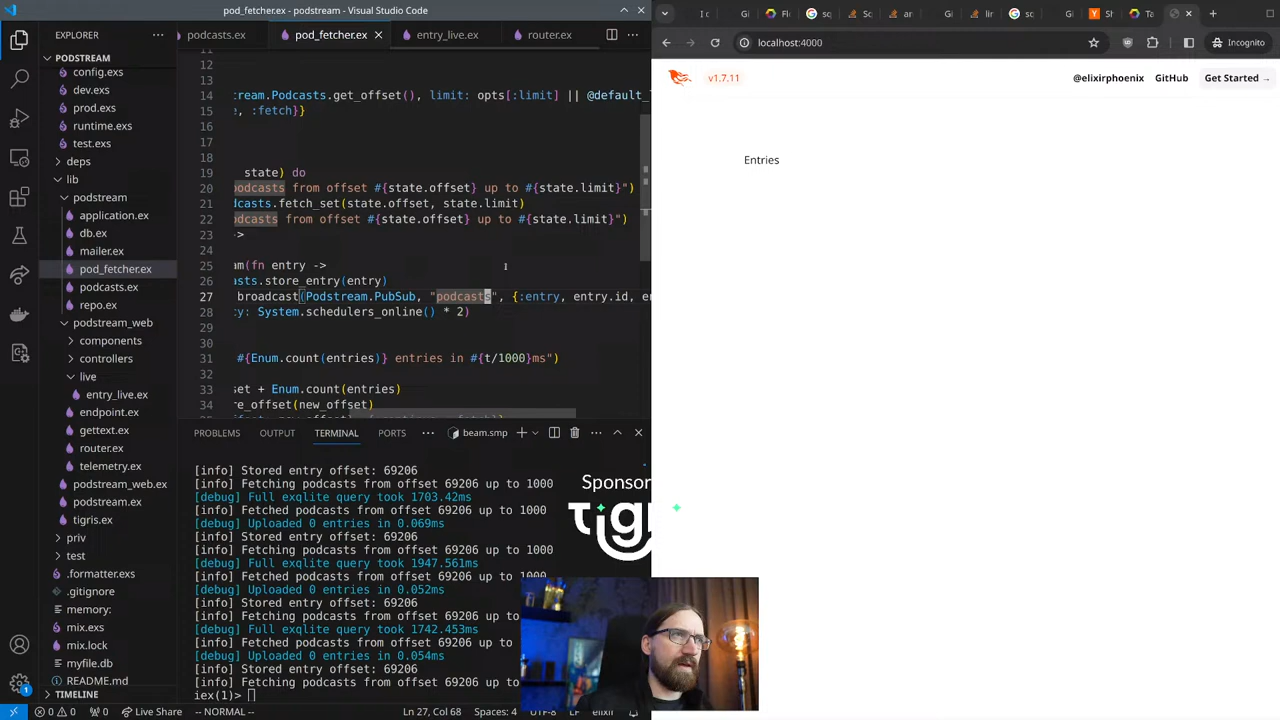 pod_fetcher.ex - podstream - Visual Studio Code
EXPLORER
podcasts.ex
pod_fetcher.ex
entry_live.ex
router.ex
PODSTREAM
config.exs
dev.exs
prod.exs
runtime.exs
test.exs
deps
lib
podstream
application.ex
db.ex
mailer.ex
pod_fetcher.ex
podcasts.ex
repo.ex
podstream_web
components
controllers
live
entry_live.ex
endpoint.ex
gettext.ex
router.ex
telemetry.ex
podstream_web.ex
podstream.ex
tigris.ex
priv
test
.formatter.exs
.gitignore
memory:
mix.exs
mix.lock
myfile.db
README.md
TIMELINE
12
13
14 ream.Podcasts.get_offset(), limit: opts[:limit] || @default_
15 , :fetch}}
16
17
18
19 state) do
20 podcasts from offset #{state.offset} up to #{state.limit}")
21 dcasts.fetch_set(state.offset, state.limit)
22 podcasts from offset #{state.offset} up to #{state.limit}")
23 ->
24
25 am(fn entry ->
26 asts.store_entry(entry)
27 broadcast(Podstream.PubSub, "podcasts", {:entry, entry.id, en
28 cy: System.schedulers_online() * 2)
29
30
31 #{Enum.count(entries)} entries in #{t/1000}ms")
32
33 set + Enum.count(entries)
34 re_offset(new_offset)
PROBLEMS
OUTPUT
TERMINAL
PORTS
beam.smp
[info] Stored entry offset: 69206
[info] Fetching podcasts from offset 69206 up to 1000
[debug] Full exqlite query took 1703.42ms
[info] Fetched podcasts from offset 69206 up to 1000
[debug] Uploaded 0 entries in 0.069ms
[info] Stored entry offset: 69206
[info] Fetching podcasts from offset 69206 up to 1000
[debug] Full exqlite query took 1947.561ms
[info] Fetched podcasts from offset 69206 up to 1000
[debug] Uploaded 0 entries in 0.052ms
[info] Stored entry offset: 69206
[info] Fetching podcasts from offset 69206 up to
[debug] Full exqlite query took 1742.453ms
[info] Fetched podcasts from offset 69206 up to
[debug] Uploaded 0 entries in 0.054ms
[info] Stored entry offset: 69206
[info] Fetching podcasts from offset 69206 up to
iex(1)>
Sponsor
tigr
0 0 0 Live Share -- NORMAL -- Ln 27, Col 68 Spaces: 4 UTF-8 LF elixir
localhost:4000
Incognito
v1.7.11
@elixirphoenix
GitHub
Get Started →
Entries